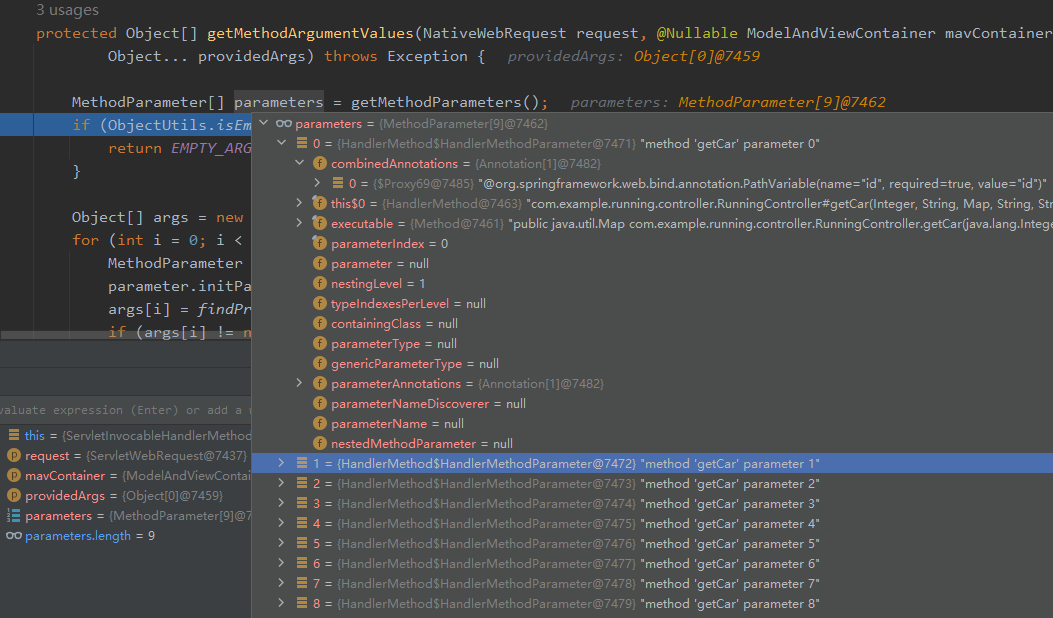 3 usages
protected Object[] getMethodArgumentValues(NativeWebRequest request, @Nullable ModelAndViewContainer mavContainer
Object... providedArgs) throws Exception { providedArgs: Object[0]@7459
MethodParameter[] parameters = getMethodParameters(); parameters: MethodParameter[9]@7462
if (ObjectUtils.isEm
return EMPTY_ARG
}
Object[] args = new
for (int i = 0; i <
MethodParameter
parameter.initPa
args[i] = findPr
if (args[i] != n
parameters = {MethodParameter[9]@7462}
0 = {HandlerMethod$HandlerMethodParameter@7471} "method 'getCar' parameter 0"
combinedAnnotations = {Annotation[1]@7482}
0 = {$Proxy69@7485} "@org.springframework.web.bind.annotation.PathVariable(name="id", required=true, value="id")"
this$0 = {HandlerMethod@7463} "com.example.running.controller.RunningController#getCar(Integer, String, Map, String, Str
executable = {Method@7461} "public java.util.Map com.example.running.controller.RunningController.getCar(java.lang.Intege
parameterIndex = 0
parameter = null
nestingLevel = 1
typeIndexesPerLevel = null
containingClass = null
parameterType = null
genericParameterType = null
parameterAnnotations = {Annotation[1]@7482}
parameterNameDiscoverer = null
parameterName = null
nestedMethodParameter = null
1 = {HandlerMethod$HandlerMethodParameter@7472} "method 'getCar' parameter 1"
2 = {HandlerMethod$HandlerMethodParameter@7473} "method 'getCar' parameter 2"
3 = {HandlerMethod$HandlerMethodParameter@7474} "method 'getCar' parameter 3"
4 = {HandlerMethod$HandlerMethodParameter@7475} "method 'getCar' parameter 4"
5 = {HandlerMethod$HandlerMethodParameter@7476} "method 'getCar' parameter 5"
6 = {HandlerMethod$HandlerMethodParameter@7477} "method 'getCar' parameter 6"
7 = {HandlerMethod$HandlerMethodParameter@7478} "method 'getCar' parameter 7"
8 = {HandlerMethod$HandlerMethodParameter@7479} "method 'getCar' parameter 8"
valuate expression (Enter) or add a
this = {ServletInvocableHandlerMethod
request = {ServletWebRequest@7437}
mavContainer = {ModelAndViewContai
providedArgs = {Object[0]@7459}
parameters = {MethodParameter[9]@7
parameters.length = 9